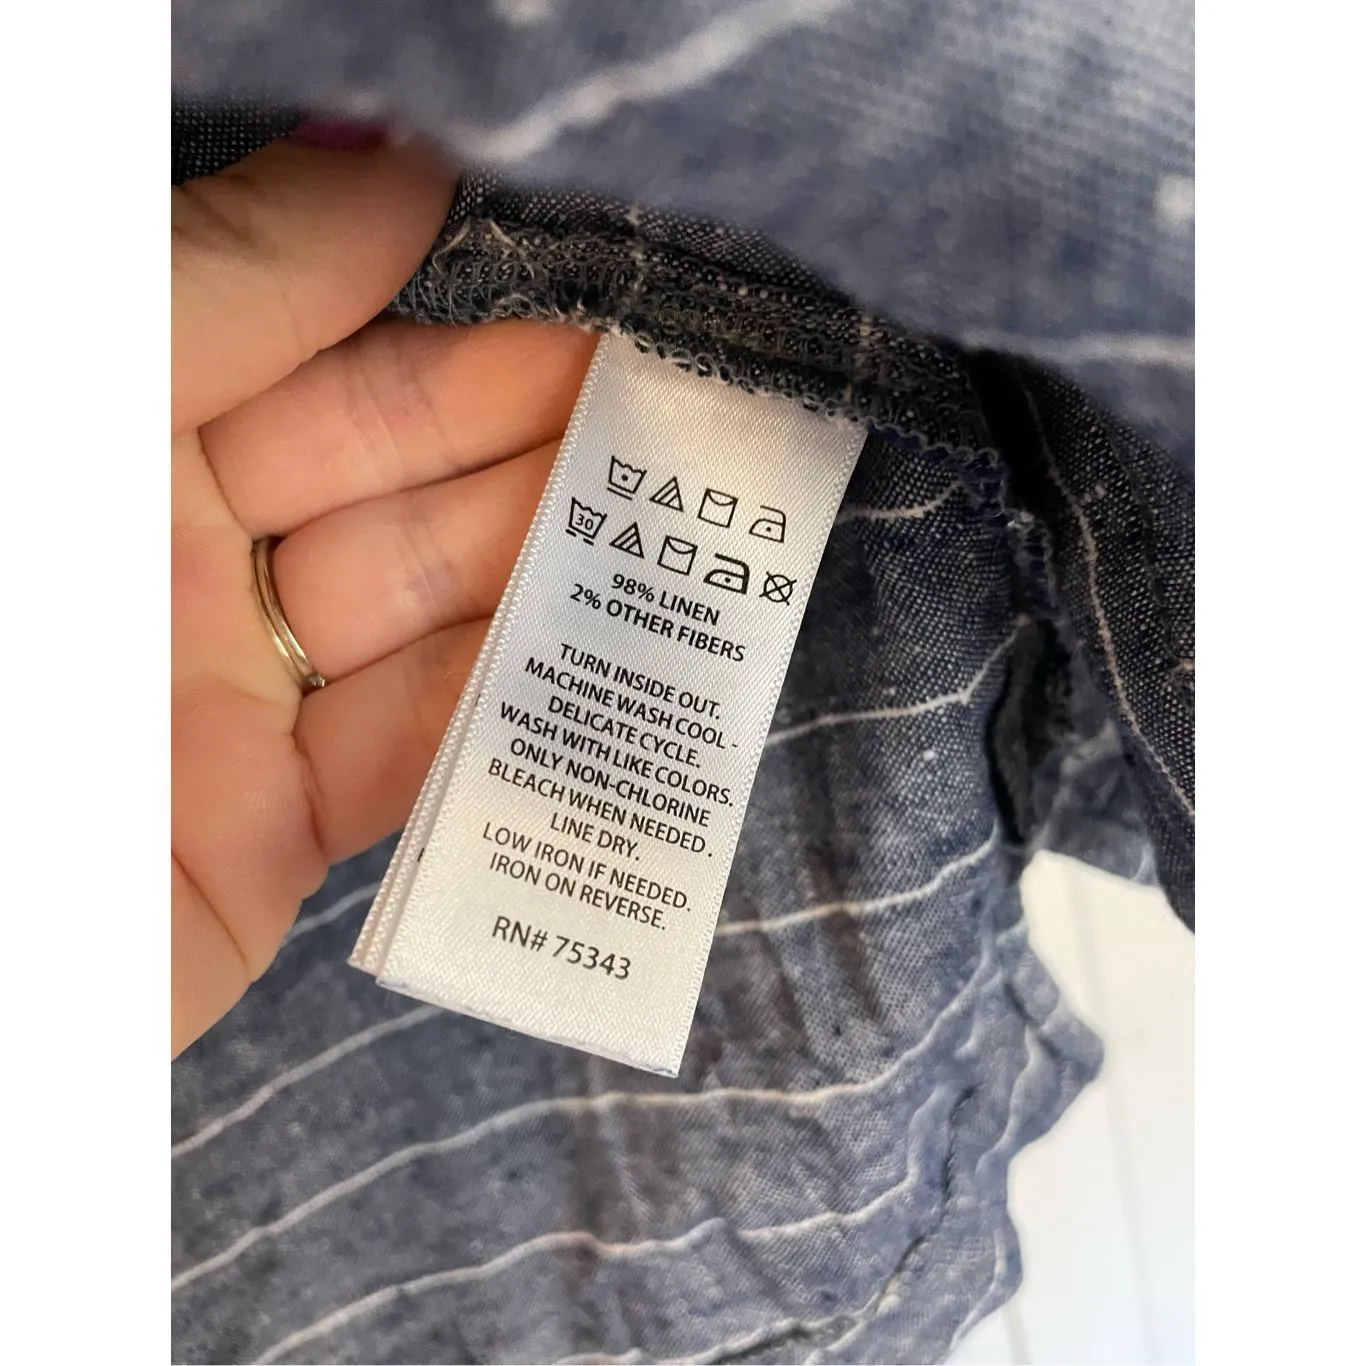 30
98% LINEN
2% OTHER FIBERS
TURN INSIDE OUT.
MACHINE WASH COOL -
DELICATE CYCLE.
WASH WITH LIKE COLORS.
ONLY NON-CHLORINE
BLEACH WHEN NEEDED.
LINE DRY.
LOW IRON IF NEEDED.
IRON ON REVERSE.
RN# 75343